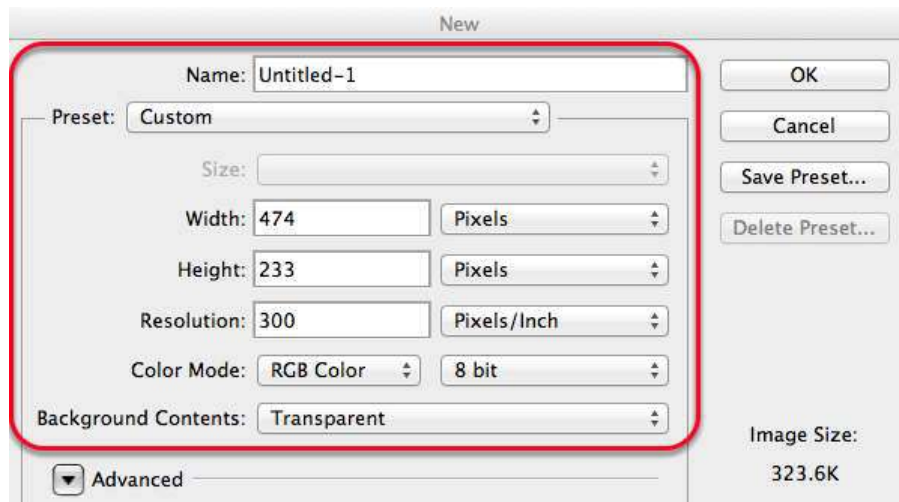 New
Name: Untitled-1
OK
Preset: Custom
Cancel
Size:
Save Preset...
Width: 474 Pixels
Delete Preset...
Height: 233 Pixels
Resolution: 300 Pixels/Inch
Color Mode: RGB Color 8 bit
Background Contents: Transparent
Image Size:
323.6K
Advanced